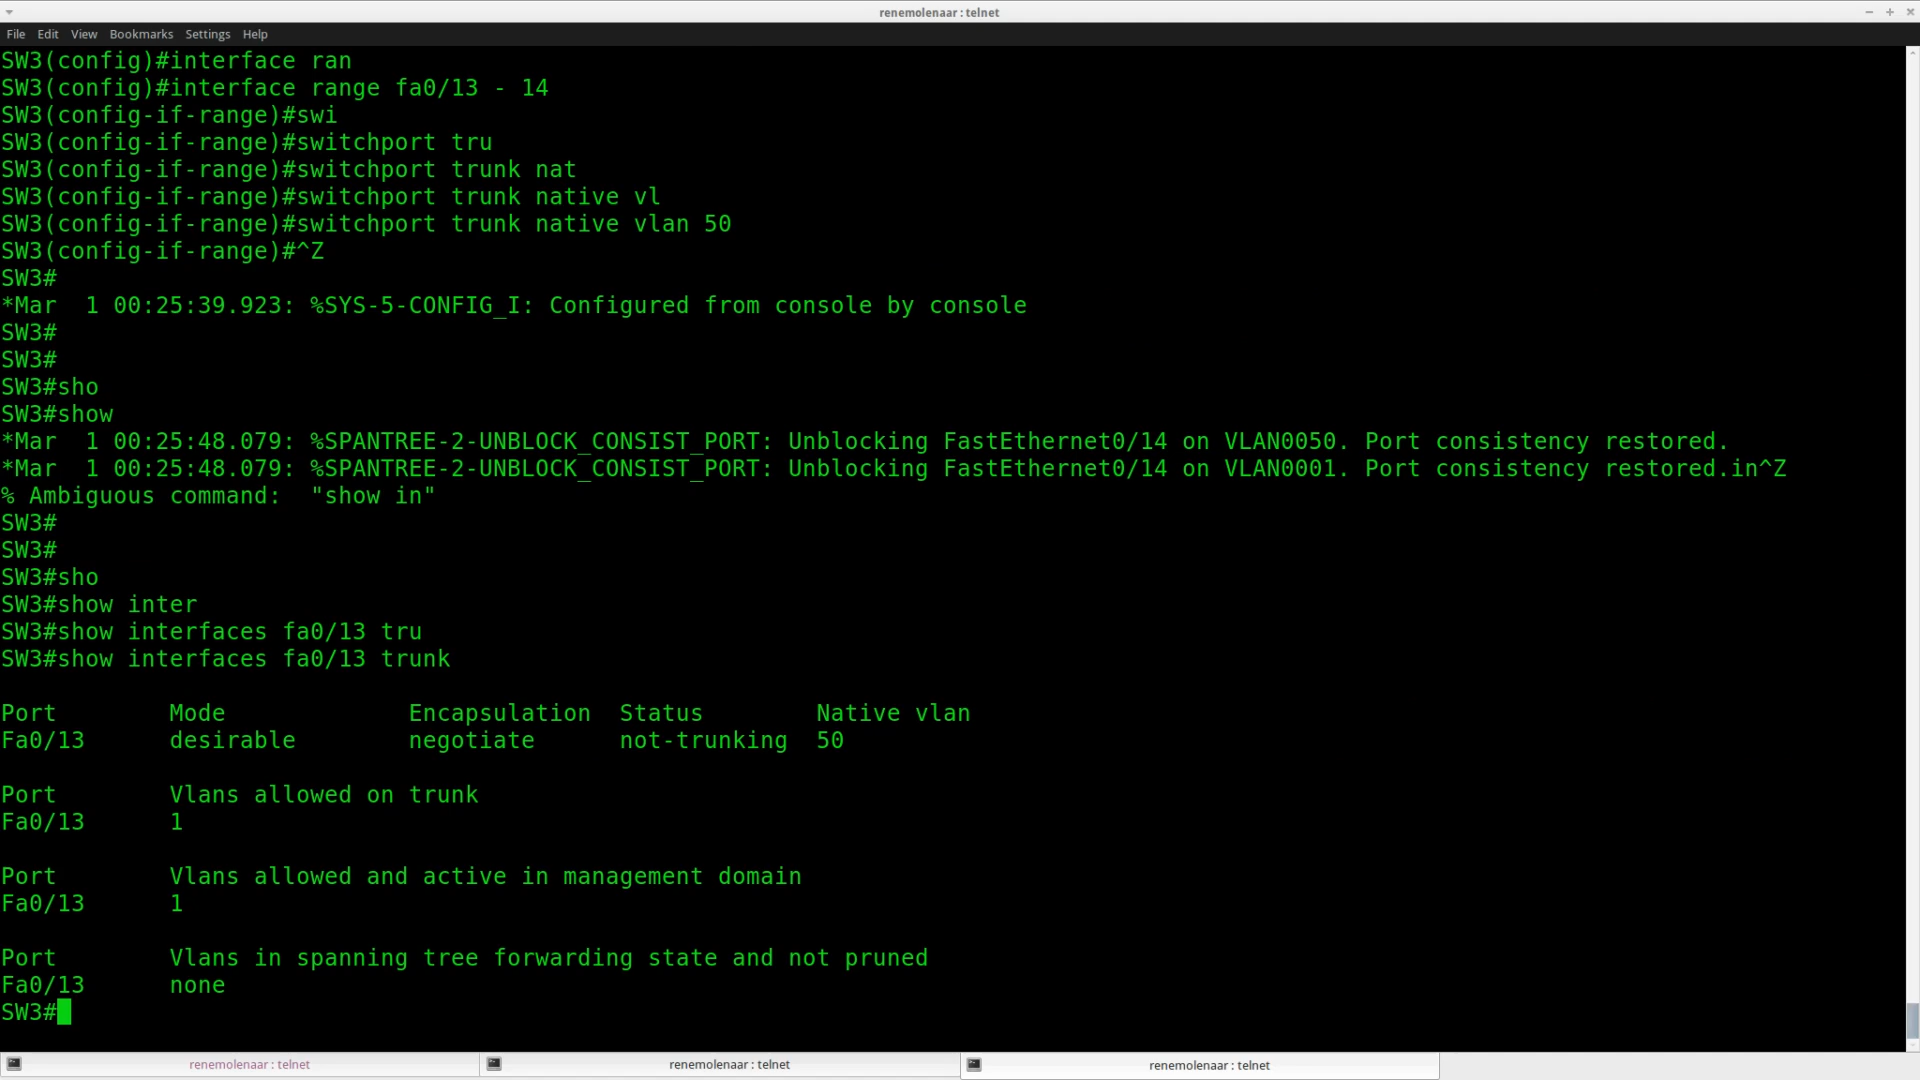 renemolenaar : telnet
File Edit View Bookmarks Settings Help
SW3(config)#interface ran
SW3(config)#interface range fa0/13 - 14
SW3(config-if-range)#swi
SW3(config-if-range)#switchport tru
SW3(config-if-range)#switchport trunk nat
SW3(config-if-range)#switchport trunk native vl
SW3(config-if-range)#switchport trunk native vlan 50
SW3(config-if-range)#^Z
SW3#
*Mar  1 00:25:39.923: %SYS-5-CONFIG_I: Configured from console by console
SW3#
SW3#
SW3#sho
SW3#show
*Mar  1 00:25:48.079: %SPANTREE-2-UNBLOCK_CONSIST_PORT: Unblocking FastEthernet0/14 on VLAN0050. Port consistency restored.
*Mar  1 00:25:48.079: %SPANTREE-2-UNBLOCK_CONSIST_PORT: Unblocking FastEthernet0/14 on VLAN0001. Port consistency restored.in^Z
% Ambiguous command:  "show in"
SW3#
SW3#
SW3#sho
SW3#show inter
SW3#show interfaces fa0/13 tru
SW3#show interfaces fa0/13 trunk
Port        Mode             Encapsulation  Status        Native vlan
Fa0/13      desirable        negotiate      not-trunking  50
Port        Vlans allowed on trunk
Fa0/13      1
Port        Vlans allowed and active in management domain
Fa0/13      1
Port        Vlans in spanning tree forwarding state and not pruned
Fa0/13      none
SW3#
renemolenaar : telnet renemolenaar : telnet renemolenaar : telnet